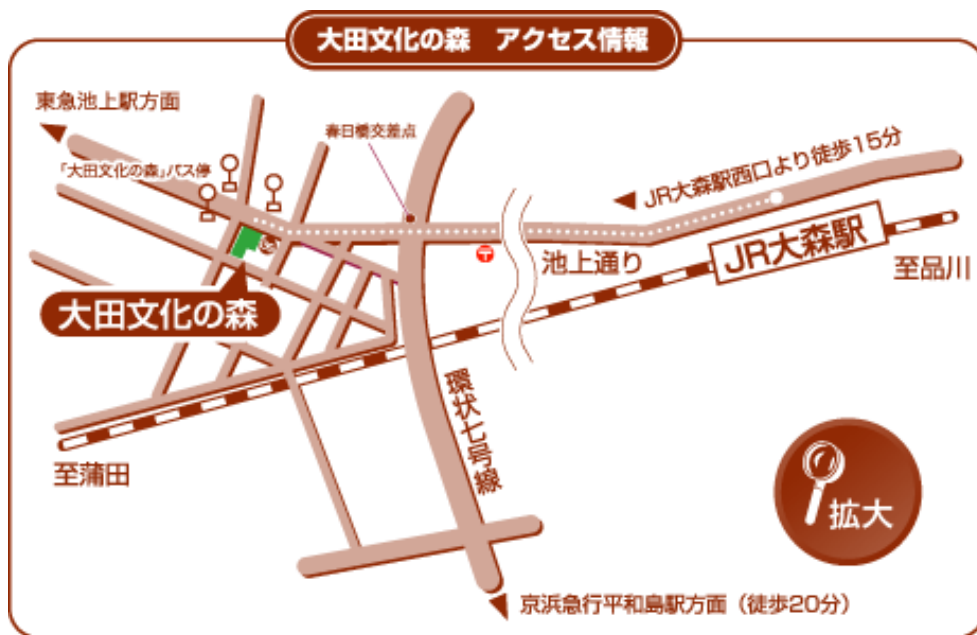 大田文化の森 アクセス情報
東急池上駅方面
春日橋交差点
「大田文化の森」バス停
JR大森駅西口より徒歩15分
〒
池上通り
JR大森駅
至品川
大田文化の森
環状七号線
至蒲田
拡大
京浜急行平和島駅方面（徒歩20分）